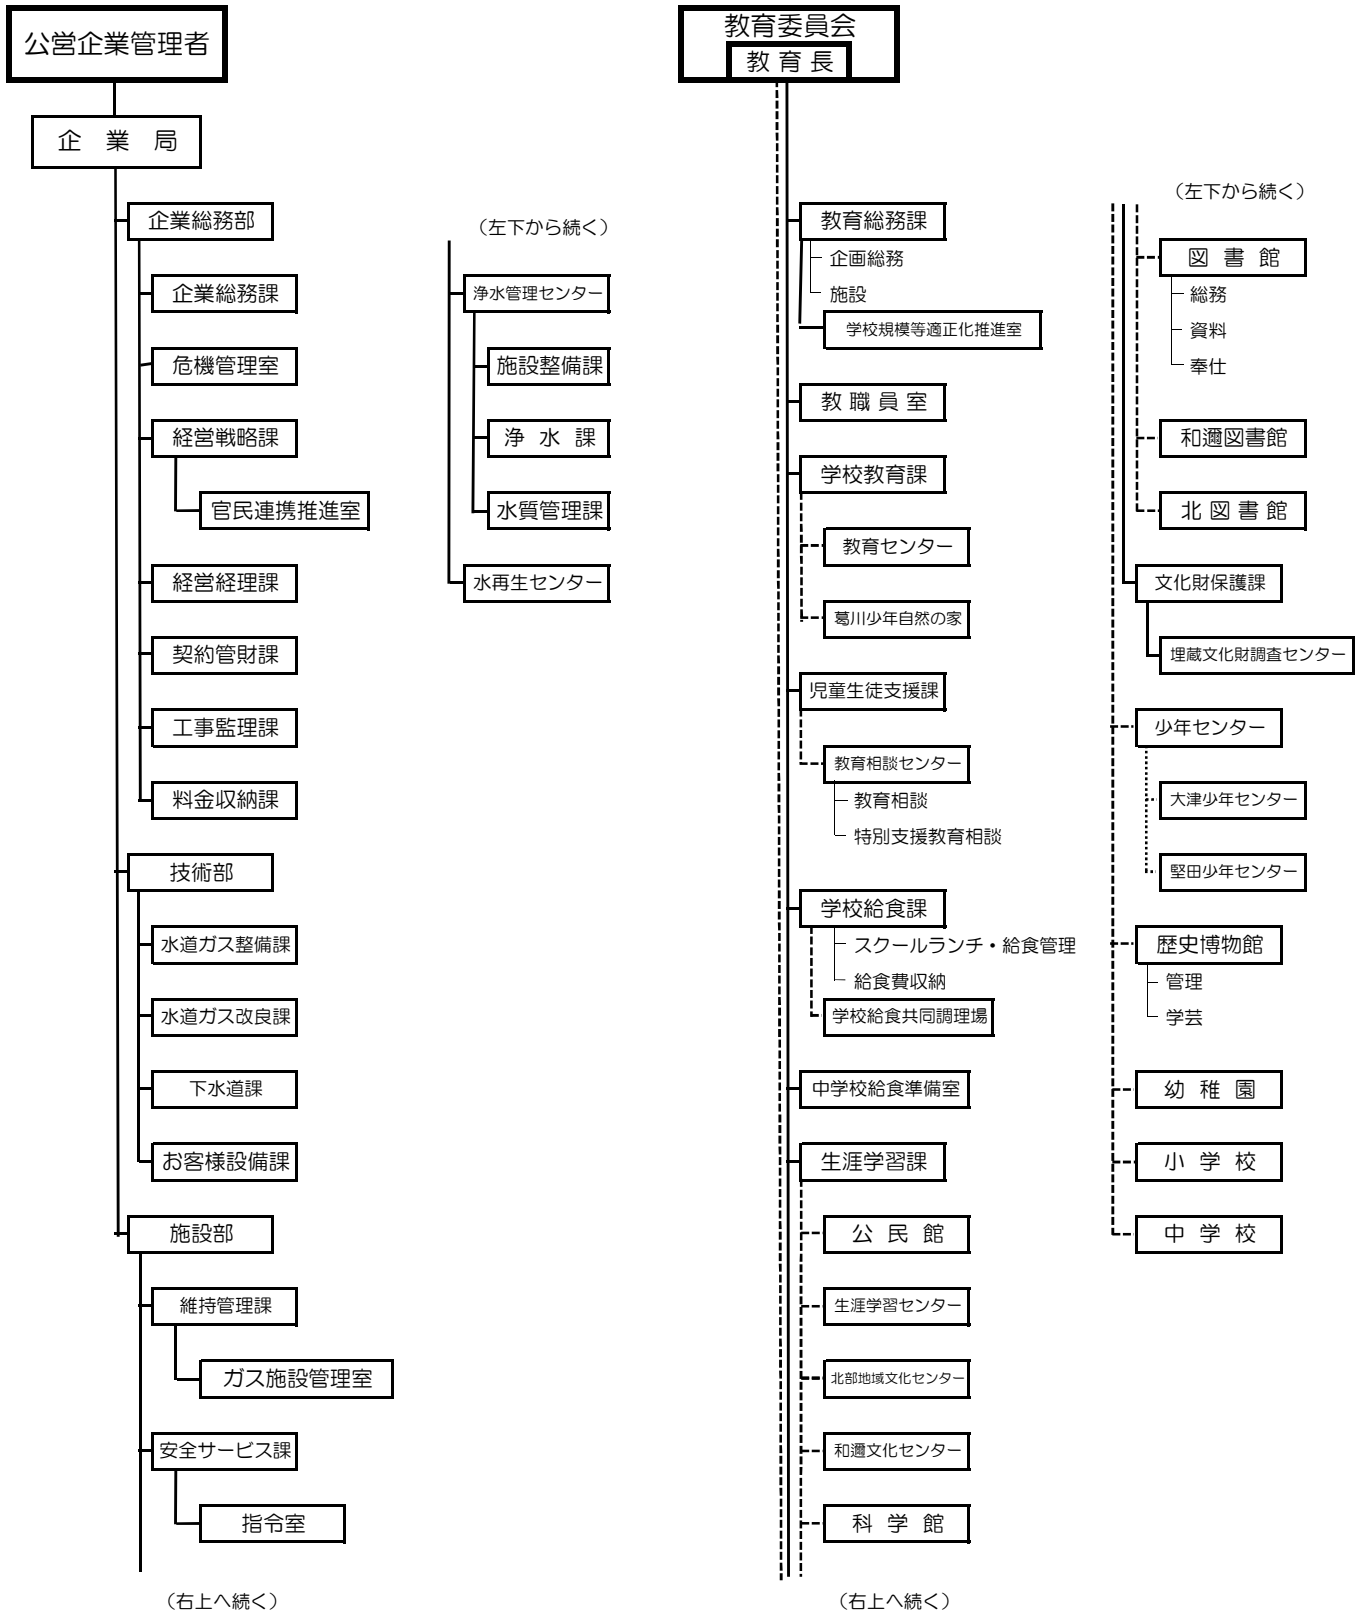 公営企業管理者
企業局
企業総務部
企業総務課
危機管理室
経営戦略課
官民連携推進室
経営経理課
契約管財課
工事監理課
料金収納課
技術部
水道ガス整備課
水道ガス改良課
下水道課
お客様設備課
施設部
維持管理課
ガス施設管理室
安全サービス課
指令室
（右上へ続く）
（左下から続く）
浄水管理センター
施設整備課
浄水課
水質管理課
水再生センター
教育委員会
教育長
教育総務課
企画総務
施設
学校規模等適正化推進室
教職員室
学校教育課
教育センター
葛川少年自然の家
児童生徒支援課
教育相談センター
教育相談
特別支援教育相談
学校給食課
スクールランチ・給食管理
給食費収納
学校給食共同調理場
中学校給食準備室
生涯学習課
公民館
生涯学習センター
北部地域文化センター
和邇文化センター
科学館
（右上へ続く）
（左下から続く）
図書館
総務
資料
奉仕
和邇図書館
北図書館
文化財保護課
埋蔵文化財調査センター
少年センター
大津少年センター
堅田少年センター
歴史博物館
管理
学芸
幼稚園
小学校
中学校